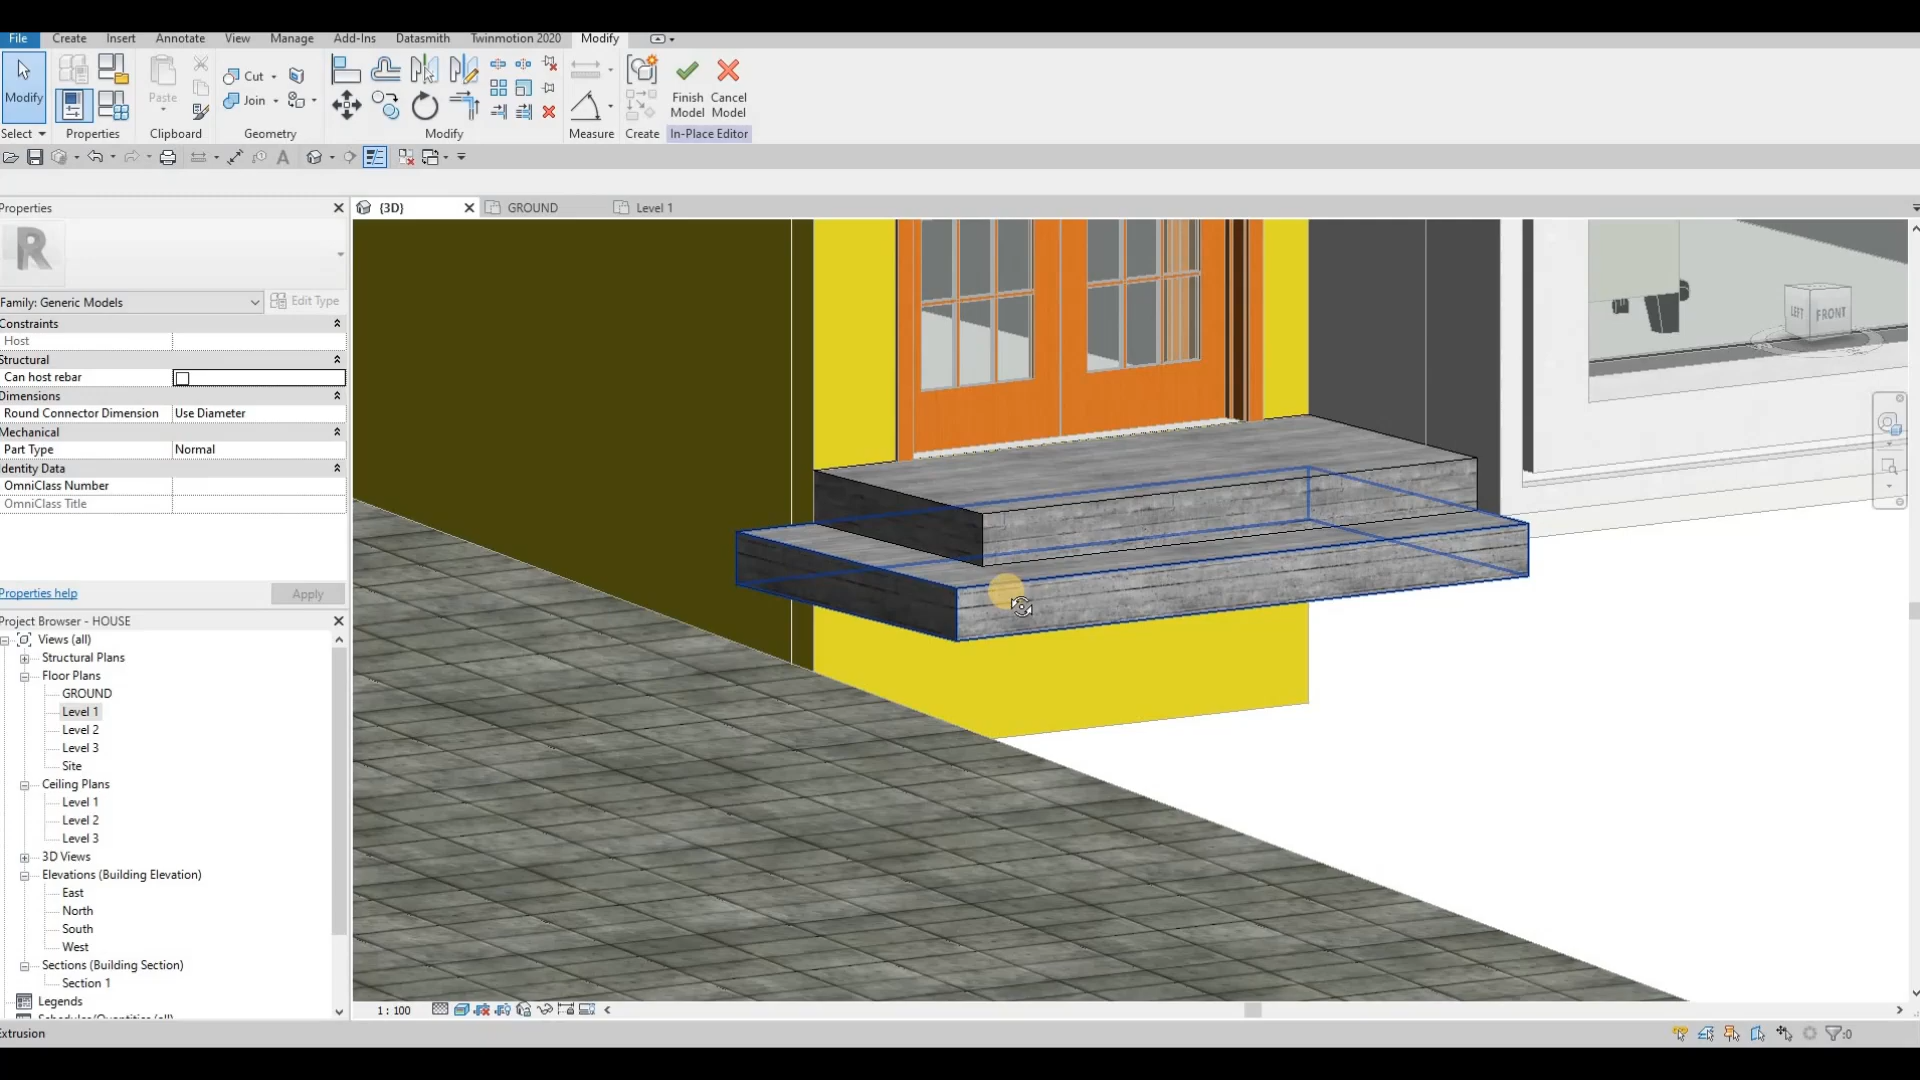 File Create Insert Annotate View Manage Add-Ins Datasmith Twinmotion 2020 Modify
Modify Paste Cut Join Finish Model Cancel Model
Select Properties Clipboard Geometry Modify Measure Create In-Place Editor
Properties {3D} GROUND Level 1
R
Family: Generic Models Edit Type
Constraints
Host
Structural
Can host rebar
Dimensions
Round Connector Dimension Use Diameter
Mechanical
Part Type Normal
Identity Data
OmniClass Number
OmniClass Title
Properties help Apply
Project Browser - HOUSE
Views (all)
Structural Plans
Floor Plans
GROUND
Level 1
Level 2
Level 3
Site
Ceiling Plans
Level 1
Level 2
Level 3
3D Views
Elevations (Building Elevation)
East
North
South
West
Sections (Building Section)
Section 1
Legends
LEFT FRONT
1 : 100
Extrusion :0